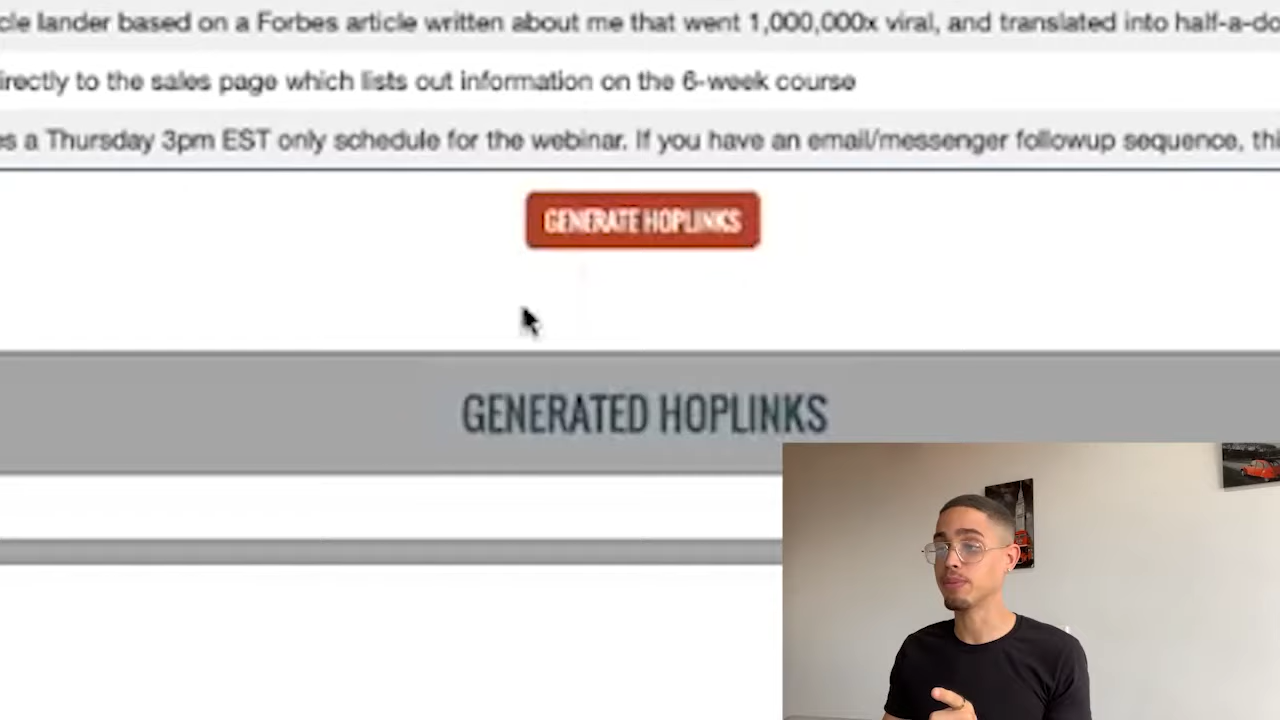 cle lander based on a Forbes article written about me that went 1,000,000x viral, and translated into half-a-do
irectly to the sales page which lists out information on the 6-week course
es a Thursday 3pm EST only schedule for the webinar. If you have an email/messenger followup sequence, thi
GENERATE HOPLINKS
GENERATED HOPLINKS